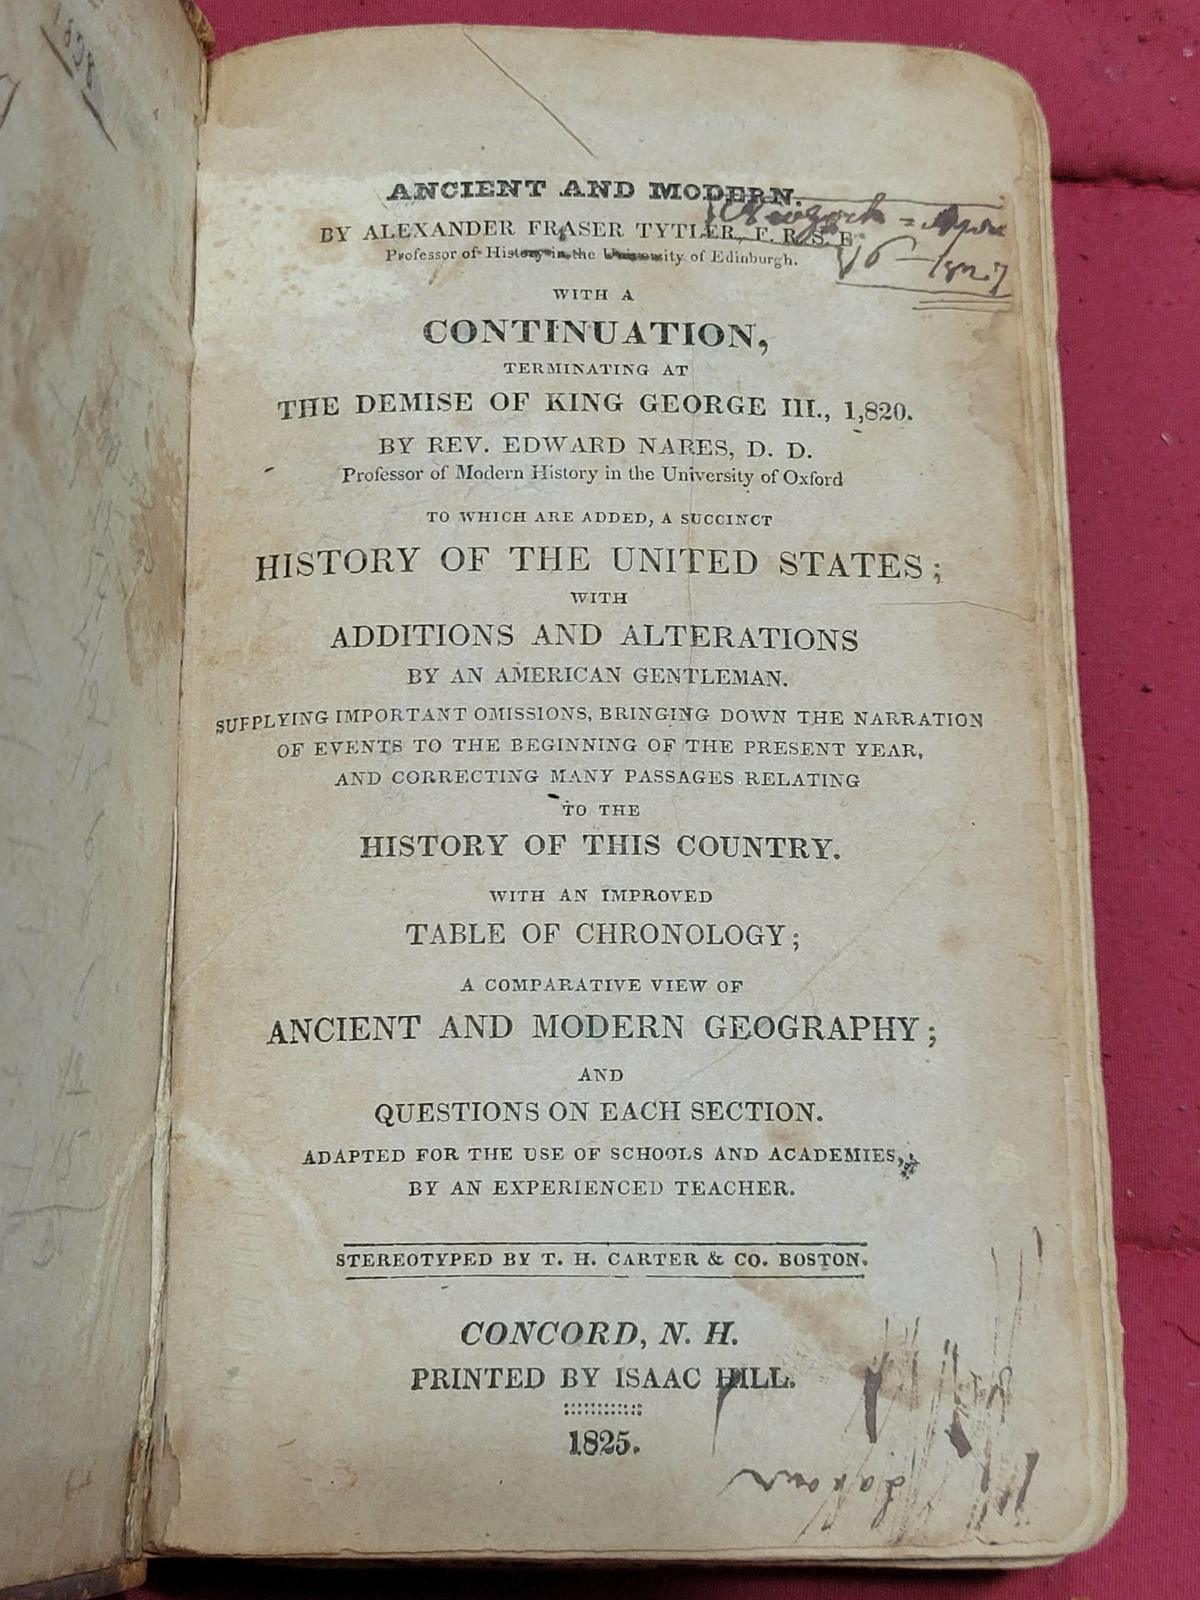 1828
ANCIENT AND MODERN.
BY ALEXANDER FRASER TYTLER, F. R. S. E.
Professor of History in the University of Edinburgh.
16 - 1827
WITH A
CONTINUATION,
TERMINATING AT
THE DEMISE OF KING GEORGE III., 1,820.
BY REV. EDWARD NARES, D. D.
Professor of Modern History in the University of Oxford
TO WHICH ARE ADDED, A SUCCINCT
HISTORY OF THE UNITED STATES;
WITH
ADDITIONS AND ALTERATIONS
BY AN AMERICAN GENTLEMAN.
SUPPLYING IMPORTANT OMISSIONS, BRINGING DOWN THE NARRATION
OF EVENTS TO THE BEGINNING OF THE PRESENT YEAR,
AND CORRECTING MANY PASSAGES RELATING
TO THE
HISTORY OF THIS COUNTRY.
WITH AN IMPROVED
TABLE OF CHRONOLOGY;
A COMPARATIVE VIEW OF
ANCIENT AND MODERN GEOGRAPHY;
AND
QUESTIONS ON EACH SECTION.
ADAPTED FOR THE USE OF SCHOOLS AND ACADEMIES,
BY AN EXPERIENCED TEACHER.
STEREOTYPED BY T. H. CARTER & CO. BOSTON.
CONCORD, N. H.
PRINTED BY ISAAC HILL.
1825.